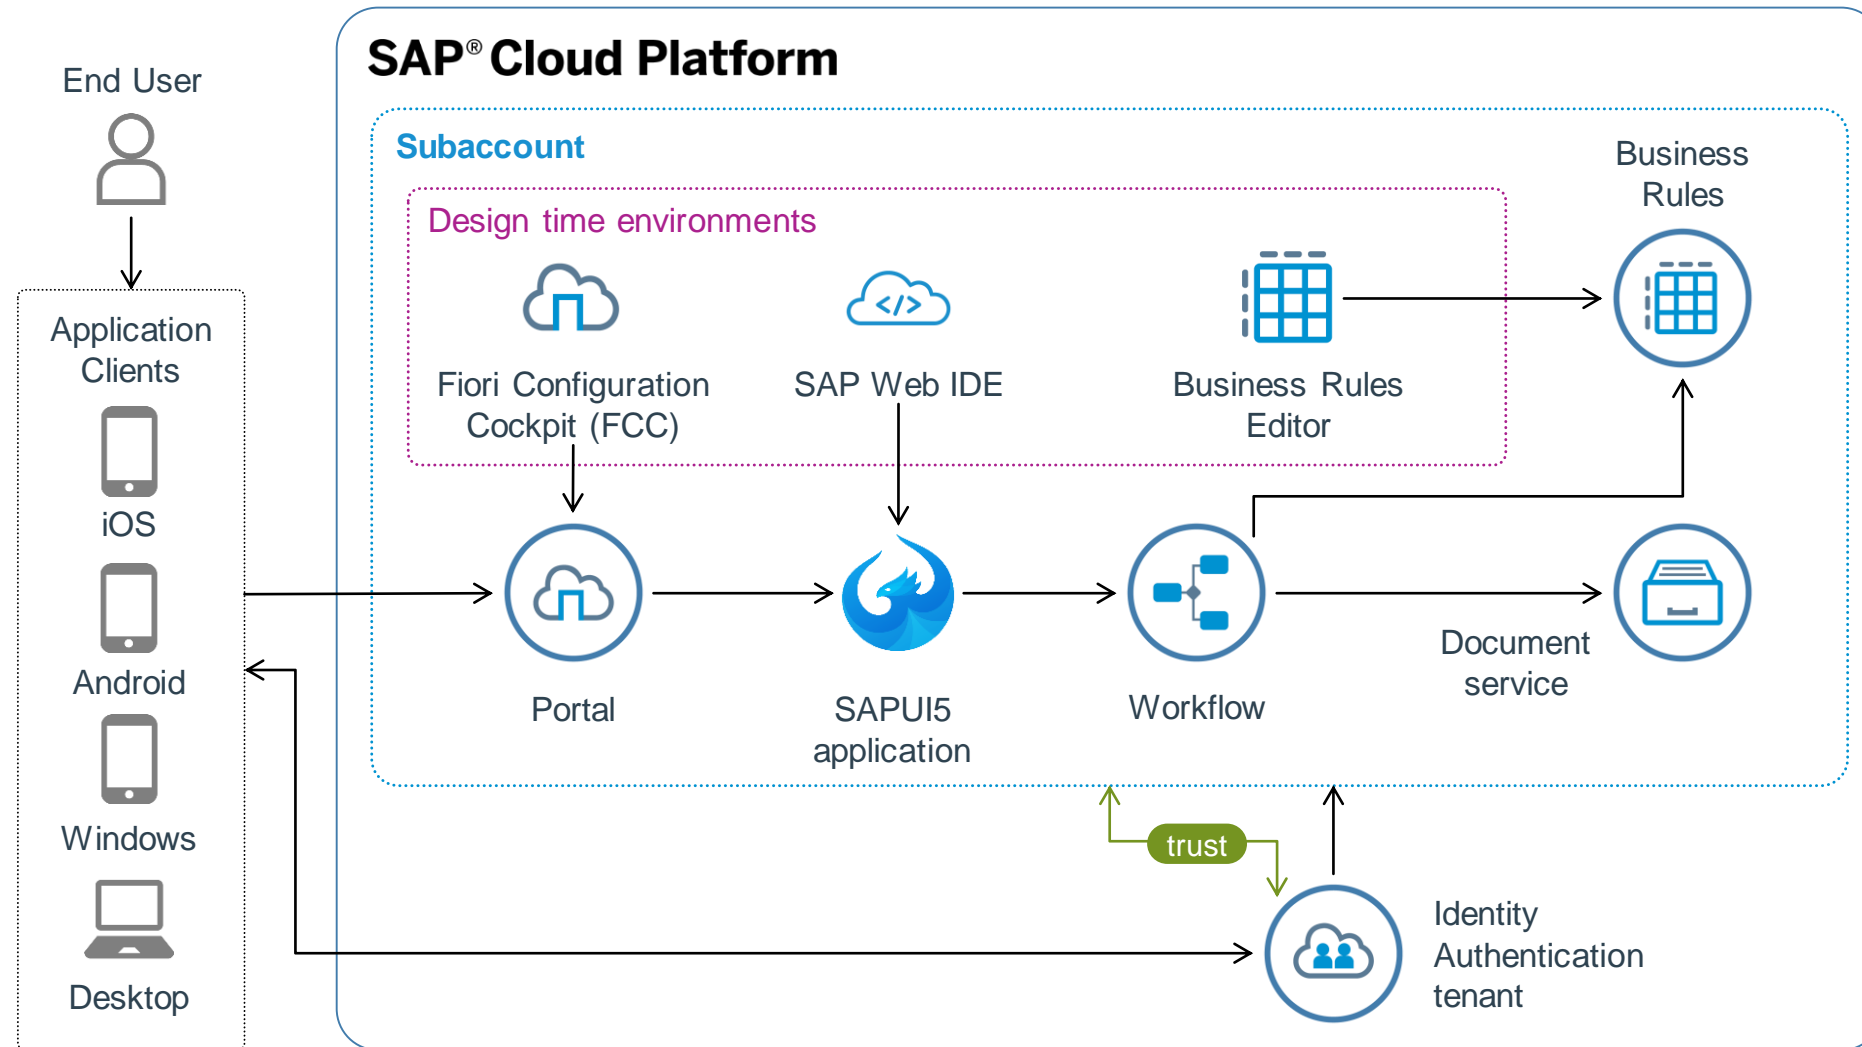 SAP® Cloud Platform
End User
Subaccount
Business
Rules
Design time environments
</>
Application
Clients
Fiori Configuration
Cockpit (FCC)
SAP Web IDE
Business Rules
Editor
iOS
Android
Windows
Desktop
Portal
SAPUI5
application
Workflow
Document
service
trust
Identity
Authentication
tenant